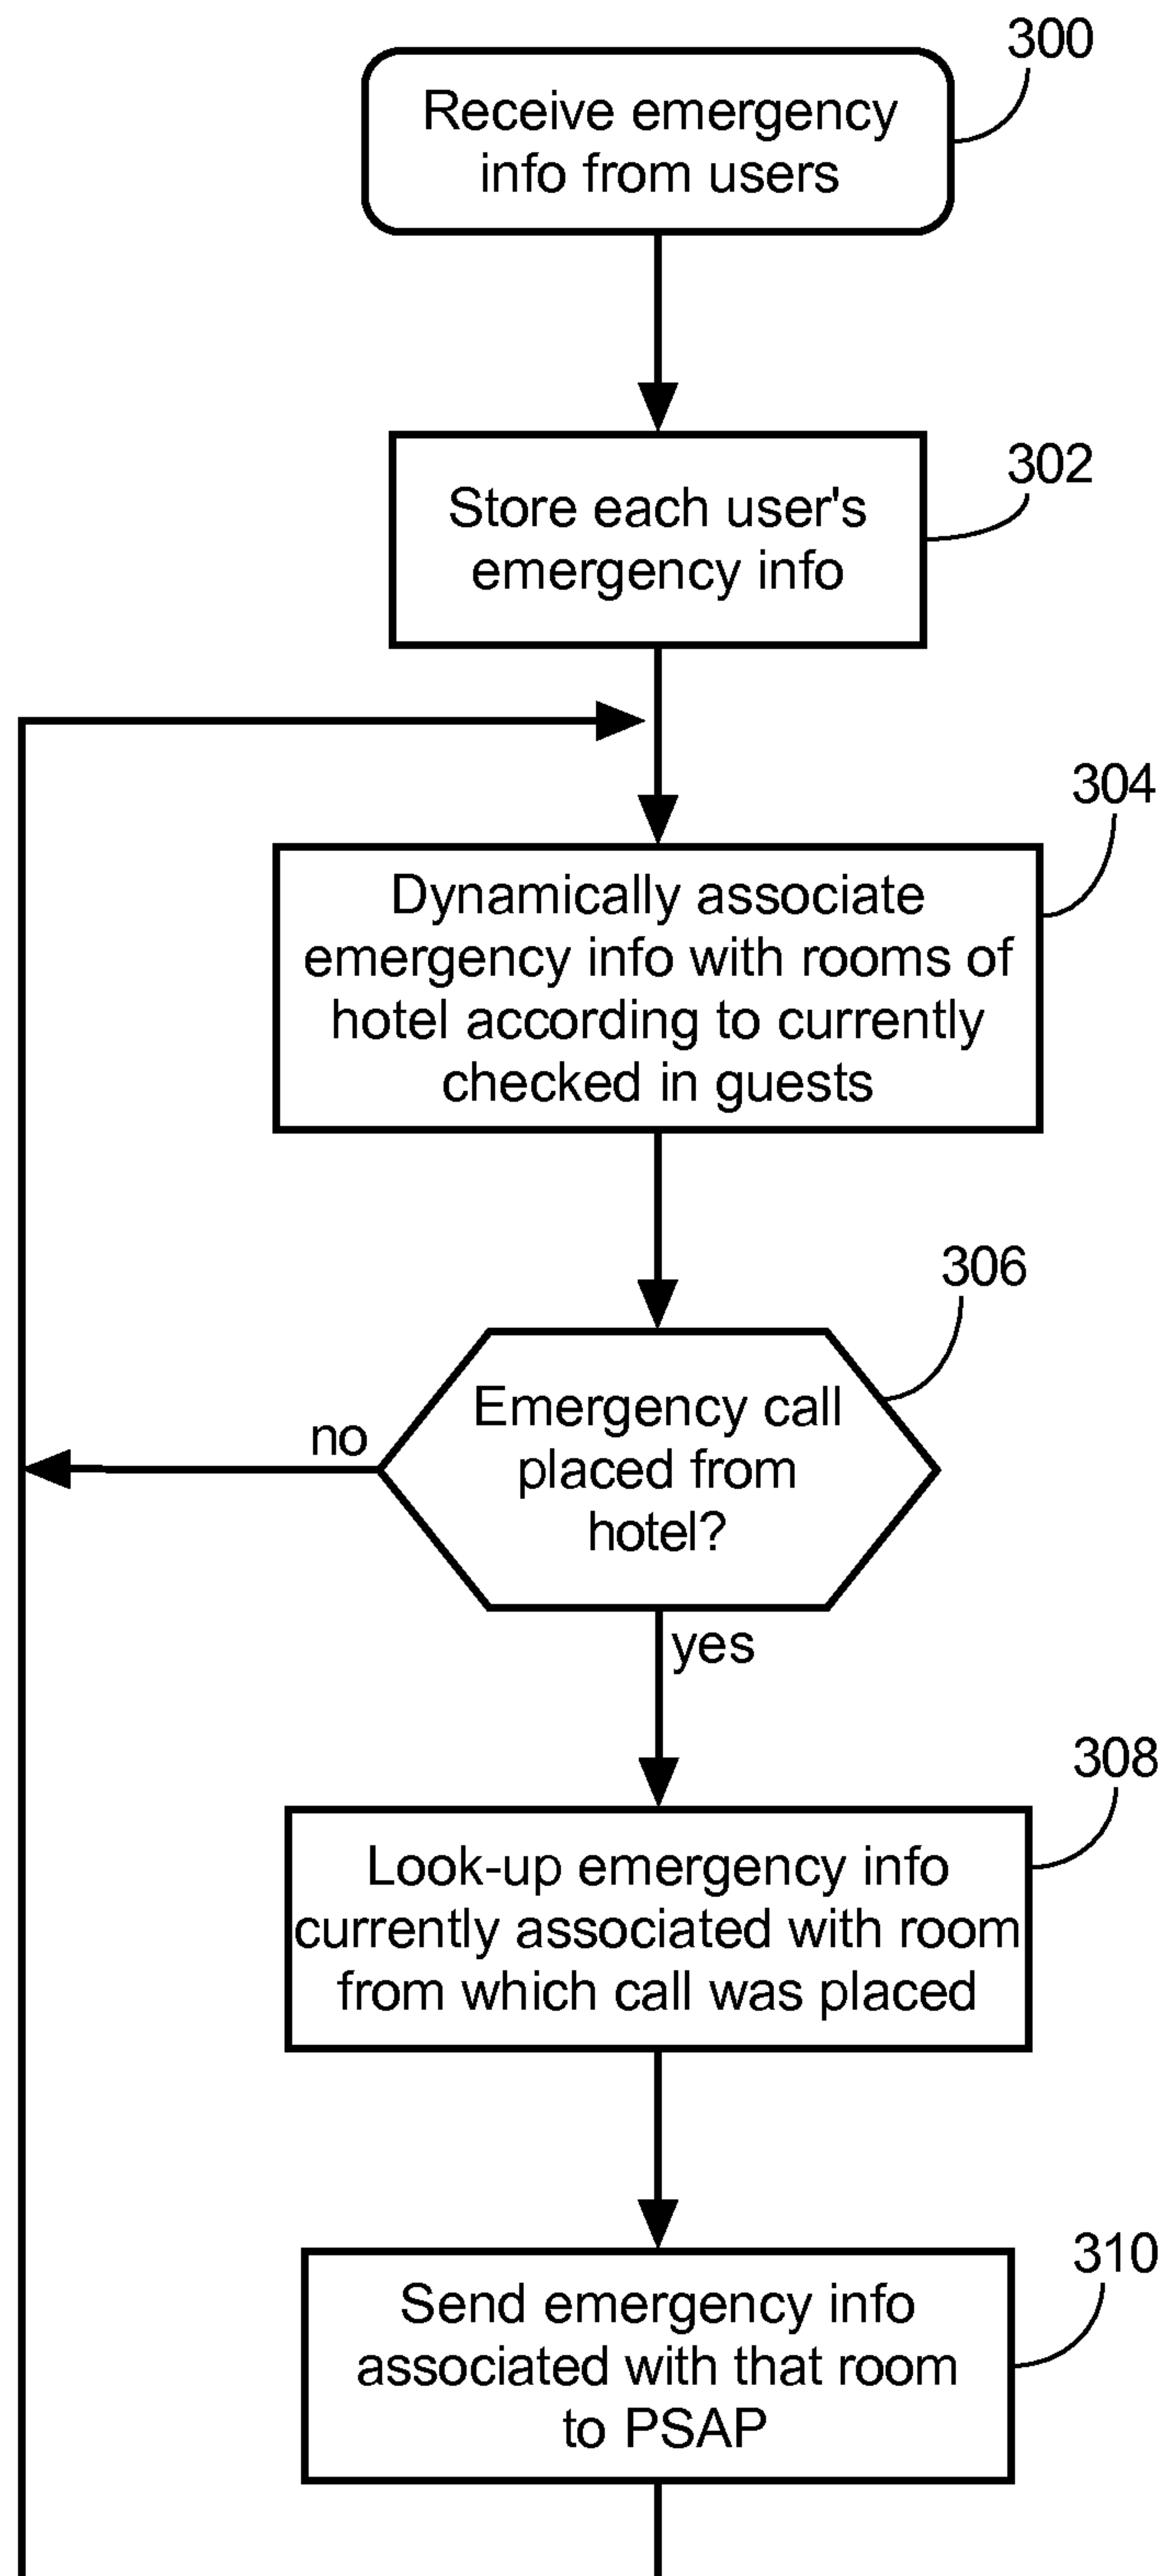 300
Receive emergency
info from users
302
Store each user's
emergency info
304
Dynamically associate
emergency info with rooms of
hotel according to currently
checked in guests
306
Emergency call
placed from
hotel?
no
yes
308
Look-up emergency info
currently associated with room
from which call was placed
310
Send emergency info
associated with that room
to PSAP